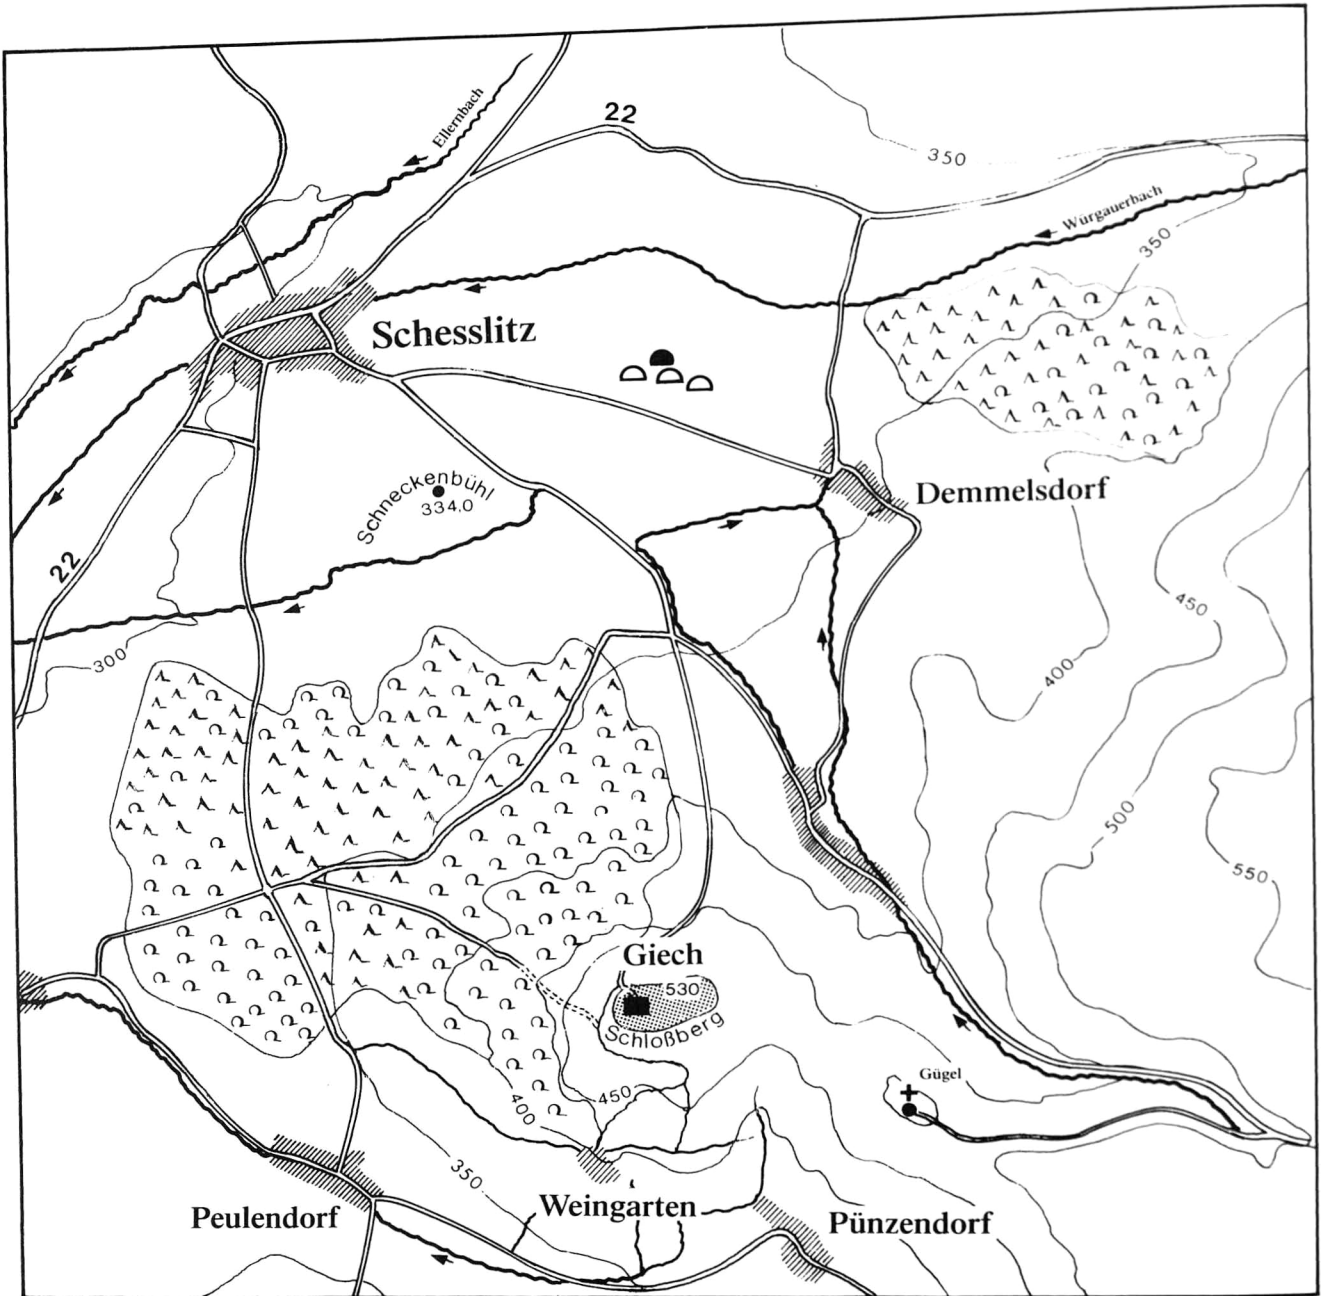 22
Ellernbach
350
Würgauerbach
350
Schesslitz
Schneckenbühl
334,0
Demmelsdorf
22
450
300
400
500
550
Giech
530
Schloßberg
Gügel
450
400
350
Weingarten
Peulendorf
Pünzendorf